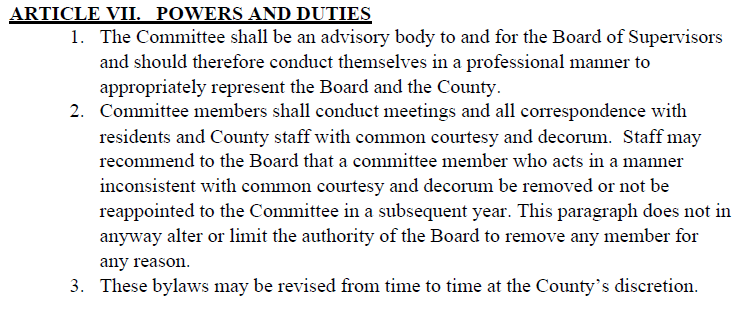 ARTICLE VII. POWERS AND DUTIES
1. The Committee shall be an advisory body to and for the Board of Supervisors
and should therefore conduct themselves in a professional manner to
appropriately represent the Board and the County.
2. Committee members shall conduct meetings and all correspondence with
residents and County staff with common courtesy and decorum. Staff may
recommend to the Board that a committee member who acts in a manner
inconsistent with common courtesy and decorum be removed or not be
reappointed to the Committee in a subsequent year. This paragraph does not in
anyway alter or limit the authority of the Board to remove any member for
any reason.
3. These bylaws may be revised from time to time at the County’s discretion.